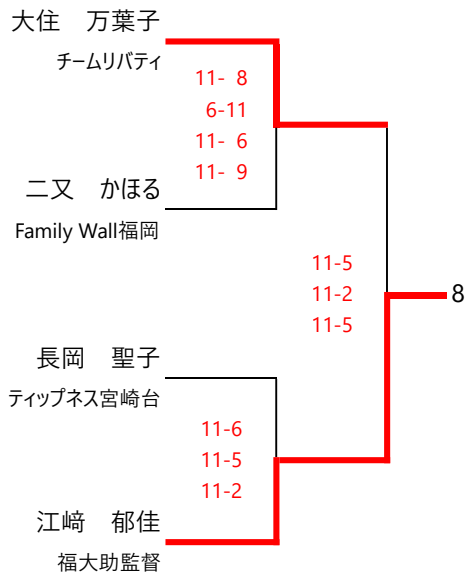 大住　万葉子
チームリバティ
11- 8
6-11
11- 6
11- 9
二又　かほる
Family Wall福岡
11-5
11-2
11-5
8
長岡　聖子
ティップネス宮崎台
11-6
11-5
11-2
江﨑　郁佳
福大助監督